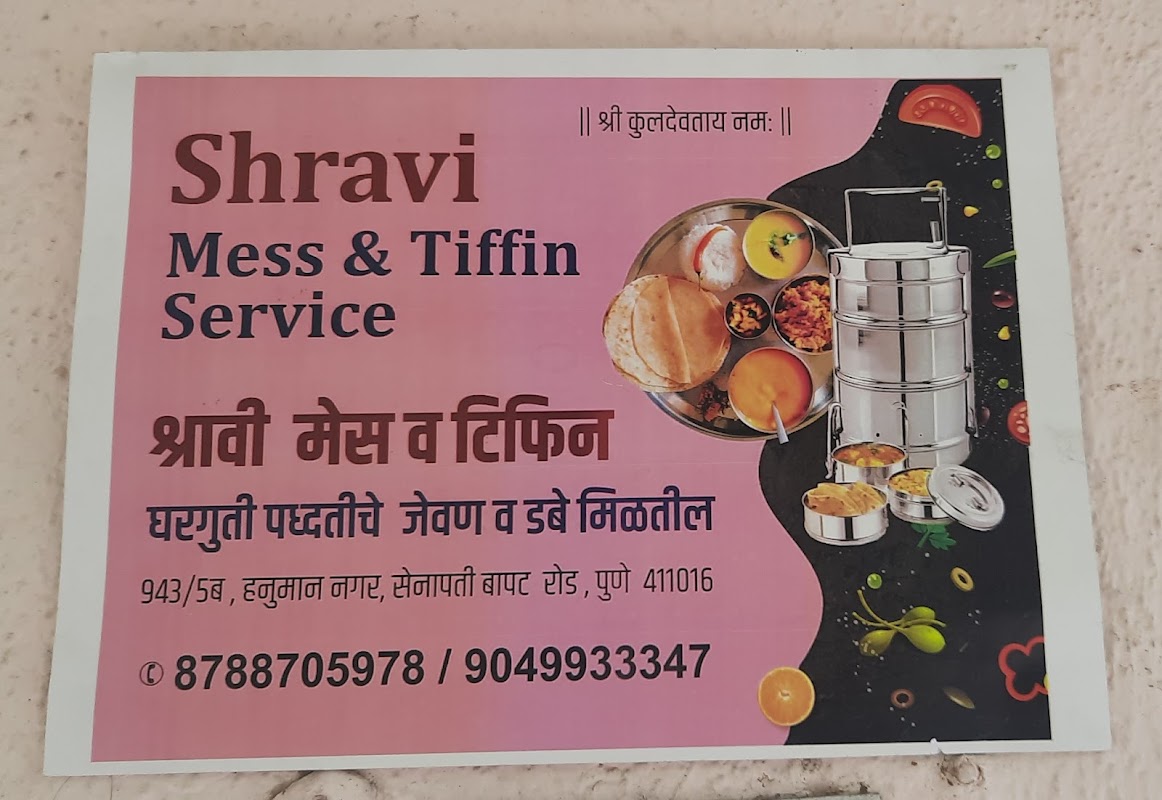 || श्री कुलदेवताय नमः ||
Shravi
Mess & Tiffin
Service
श्रावी मेस व टिफिन
घरगुती पध्दतीचे जेवण व डबे मिळतील
943/5ब , हनुमान नगर, सेनापती बापट रोड , पुणे 411016
✆ 8788705978 / 9049933347